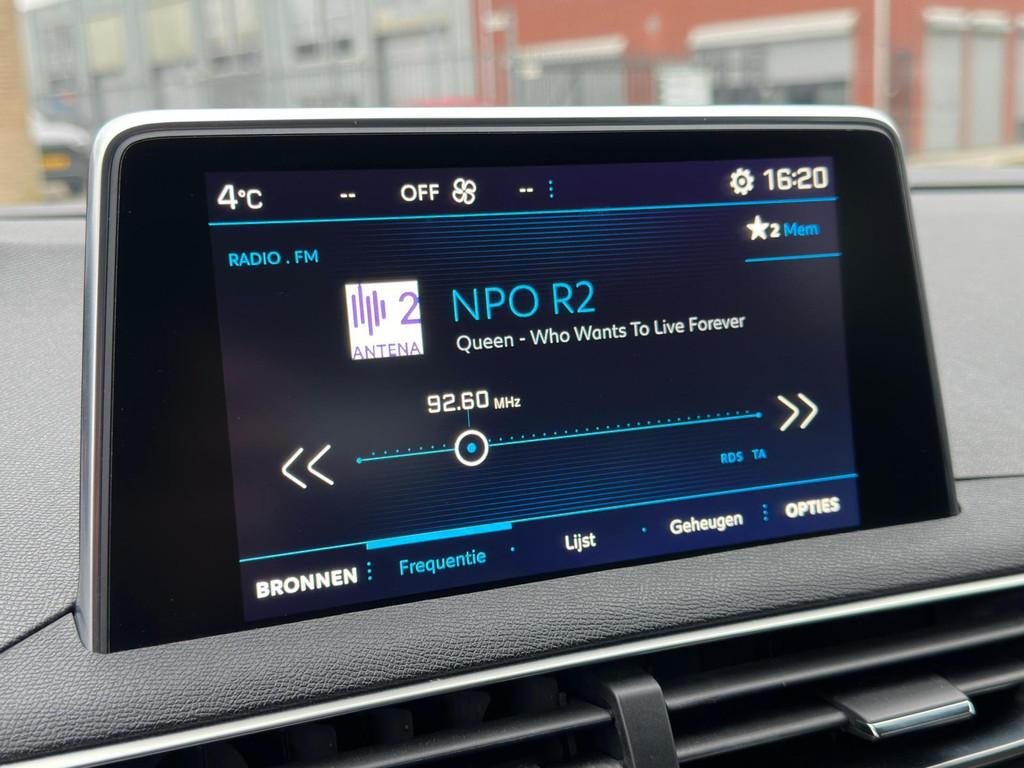 4°C -- OFF -- 16:20
2 Mem
RADIO . FM
2
ANTENA
NPO R2
Queen - Who Wants To Live Forever
92.60 MHz
RDS TA
BRONNEN Frequentie Lijst Geheugen OPTIES